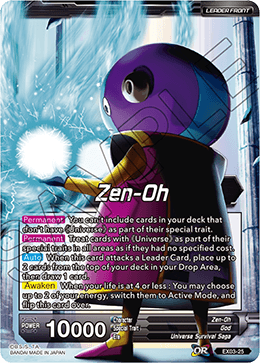 LEADER FRONT
Zen-Oh
Permanent You can't include cards in your deck that
don't have《Universe》as part of their special trait.
Permanent Treat cards with《Universe》as part of their
special traits in all areas as if they had no specified cost.
Auto When this card attacks a Leader Card, place up to
2 cards from the top of your deck in your Drop Area,
then draw 1 card.
Awaken When your life is at 4 or less : You may choose
up to 2 of your energy, switch them to Active Mode, and
flip this card over.
BANDAI MADE IN JAPAN
POWER
10000
Character
Zen-Oh
Special Trait
God
Era
Universe Survival Saga
OR
EX03-25